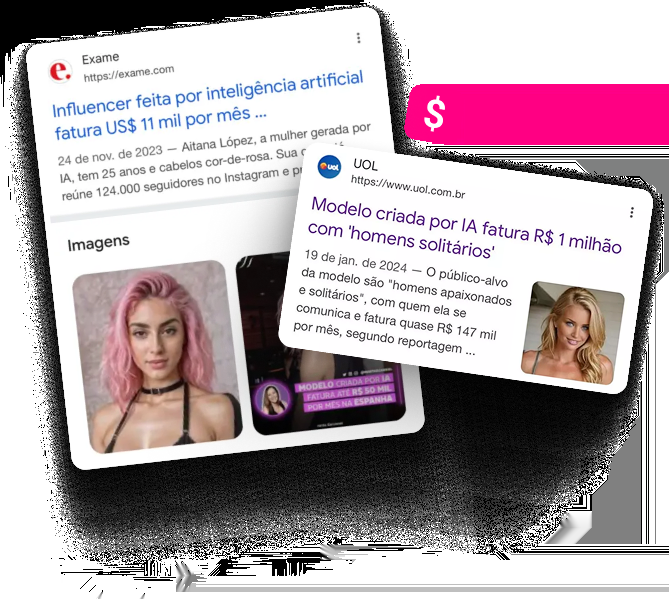 Exame
https://exame.com
Influencer feita por inteligência artificial
fatura US$ 11 mil por mês ...
24 de nov. de 2023 — Aitana López, a mulher gerada por
IA, tem 25 anos e cabelos cor-de-rosa. Sua
reúne 124.000 seguidores no Instagram e
Imagens
MODELO CRIADA POR IA
FATURA ATÉ R$ 50 MIL
POR MÊS NA ESPANHA
$
UOL
https://www.uol.com.br
Modelo criada por IA fatura R$ 1 milhão
com 'homens solitários'
19 de jan. de 2024 — O público-alvo
da modelo são "homens apaixonados
e solitários", com quem ela se
comunica e fatura quase R$ 147 mil
por mês, segundo reportagem ...